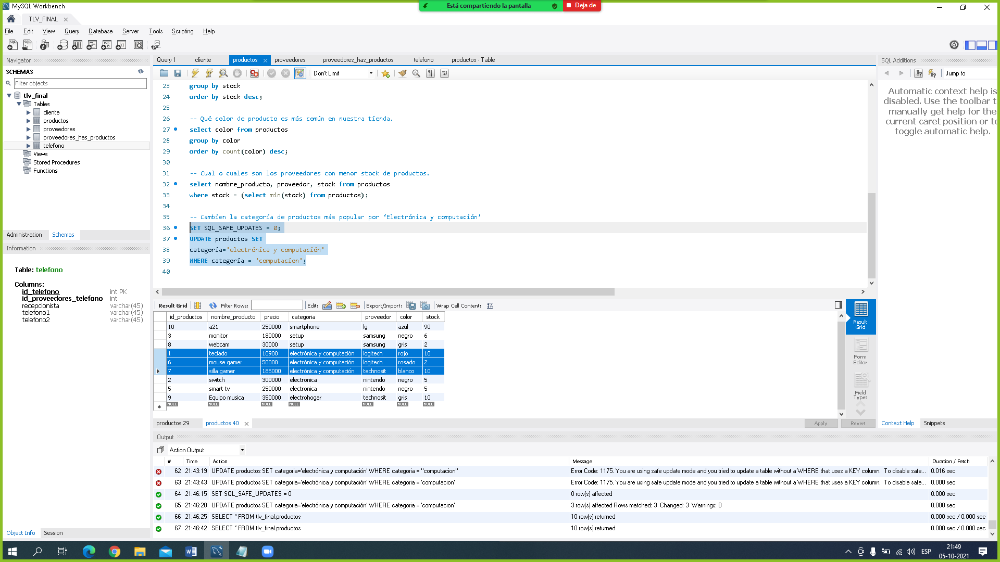 MySQL Workbench
Está compartiendo la pantalla
Deja de
TLV_FINAL
File Edit View Query Database Server Tools Scripting Help
Navigator
SCHEMAS
Filter objects
tlv_final
Tables
cliente
productos
proveedores
proveedores_has_productos
telefono
Views
Stored Procedures
Functions
Administration Schemas
Information
Table: telefono
Columns:
id_telefono int PK
id_proveedores_telefono int
recepcionista varchar(45)
telefono1 varchar(45)
telefono2 varchar(45)
Object Info Session
Query 1 cliente productos proveedores proveedores_has_productos telefono productos - Table
Don't Limit
23 group by stock
24 order by stock desc;
25
26 -- Qué color de producto es más común en nuestra tienda.
27 select color from productos
28 group by color
29 order by count(color) desc;
30
31 -- Cual o cuales son los proveedores con menor stock de productos.
32 select nombre_producto, proveedor, stock from productos
33 where stock = (select min(stock) from productos);
34
35 -- Cambien la categoría de productos más popular por ‘Electrónica y computación’
36 SET SQL_SAFE_UPDATES = 0;
37 UPDATE productos SET
38 categoria='electrónica y computación'
39 WHERE categoria = 'computacion';
40
Result Grid Filter Rows: Edit: Export/Import: Wrap Cell Content:
id_productos nombre_producto precio categoria proveedor color stock
10 a21 250000 smartphone lg azul 90
3 monitor 180000 setup samsung negro 6
8 webcam 30000 setup samsung gris 2
1 teclado 10900 electrónica y computación logitech rojo 10
6 mouse gamer 50000 electrónica y computación logitech rosado 2
7 silla gamer 185000 electrónica y computación technosit blanco 10
2 switch 300000 electronica nintendo negro 5
5 smart tv 250000 electronica nintendo negro 5
9 Equipo musica 350000 electrohogar technosit gris 10
NULL NULL NULL NULL NULL NULL NULL
Result Grid
Form Editor
Field Types
productos 29 productos 40
Apply Revert
Output
Action Output
# Time Action Message Duration / Fetch
62 21:43:19 UPDATE productos SET categoria='electrónica y computación' WHERE categoria = "computacion" Error Code: 1175. You are using safe update mode and you tried to update a table without a WHERE that uses a KEY column. To disable safe... 0.016 sec
63 21:43:43 UPDATE productos SET categoria='electrónica y computación' WHERE categoria = 'computacion' Error Code: 1175. You are using safe update mode and you tried to update a table without a WHERE that uses a KEY column. To disable safe... 0.000 sec
64 21:46:15 SET SQL_SAFE_UPDATES = 0 0 row(s) affected 0.000 sec
65 21:46:20 UPDATE productos SET categoria='electrónica y computación' WHERE categoria = 'computacion' 3 row(s) affected Rows matched: 3 Changed: 3 Warnings: 0 0.000 sec
66 21:46:25 SELECT * FROM tlv_final.productos 10 row(s) returned 0.000 sec / 0.000 sec
67 21:46:42 SELECT * FROM tlv_final.productos 10 row(s) returned 0.000 sec / 0.000 sec
SQL Additions
Jump to
Automatic context help is
disabled. Use the toolbar t
manually get help for the
current caret position or to
toggle automatic help.
Context Help Snippets
ESP
21:49
05-10-2021